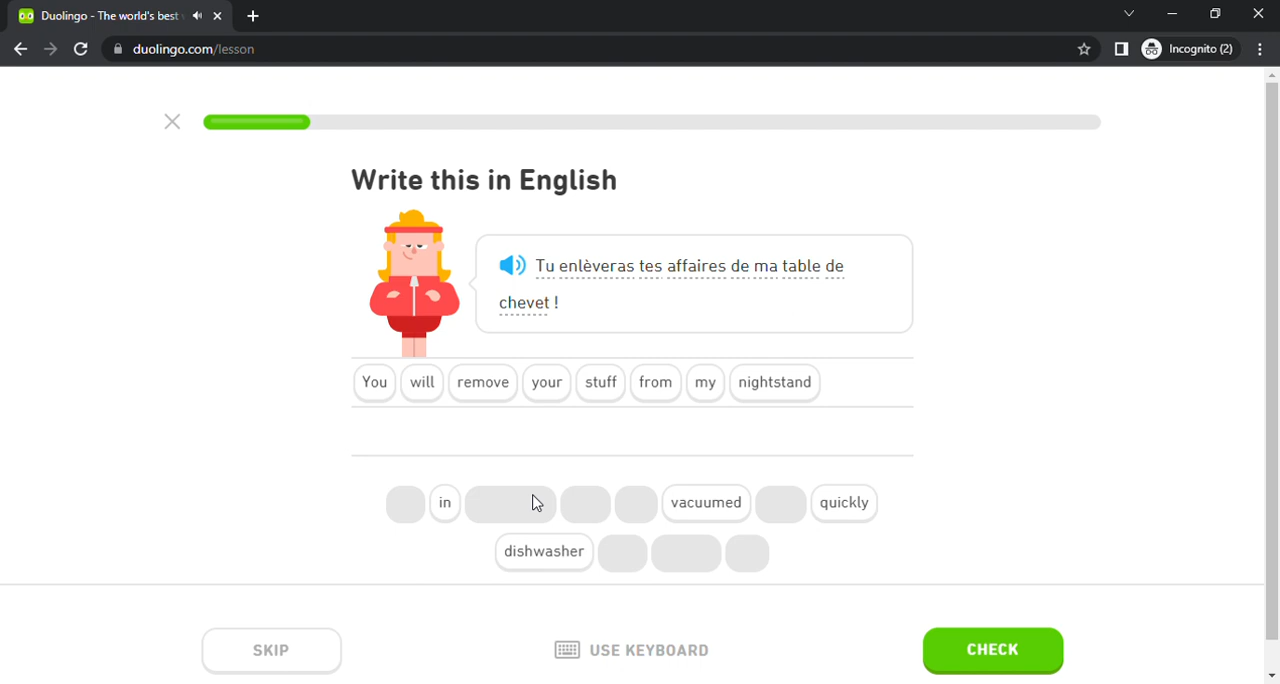 Duolingo - The world's best
duolingo.com/lesson
Incognito (2)
Write this in English
Tu enlèveras tes affaires de ma table de
chevet !
You will remove your stuff from my nightstand
in vacuumed quickly
dishwasher
SKIP USE KEYBOARD CHECK